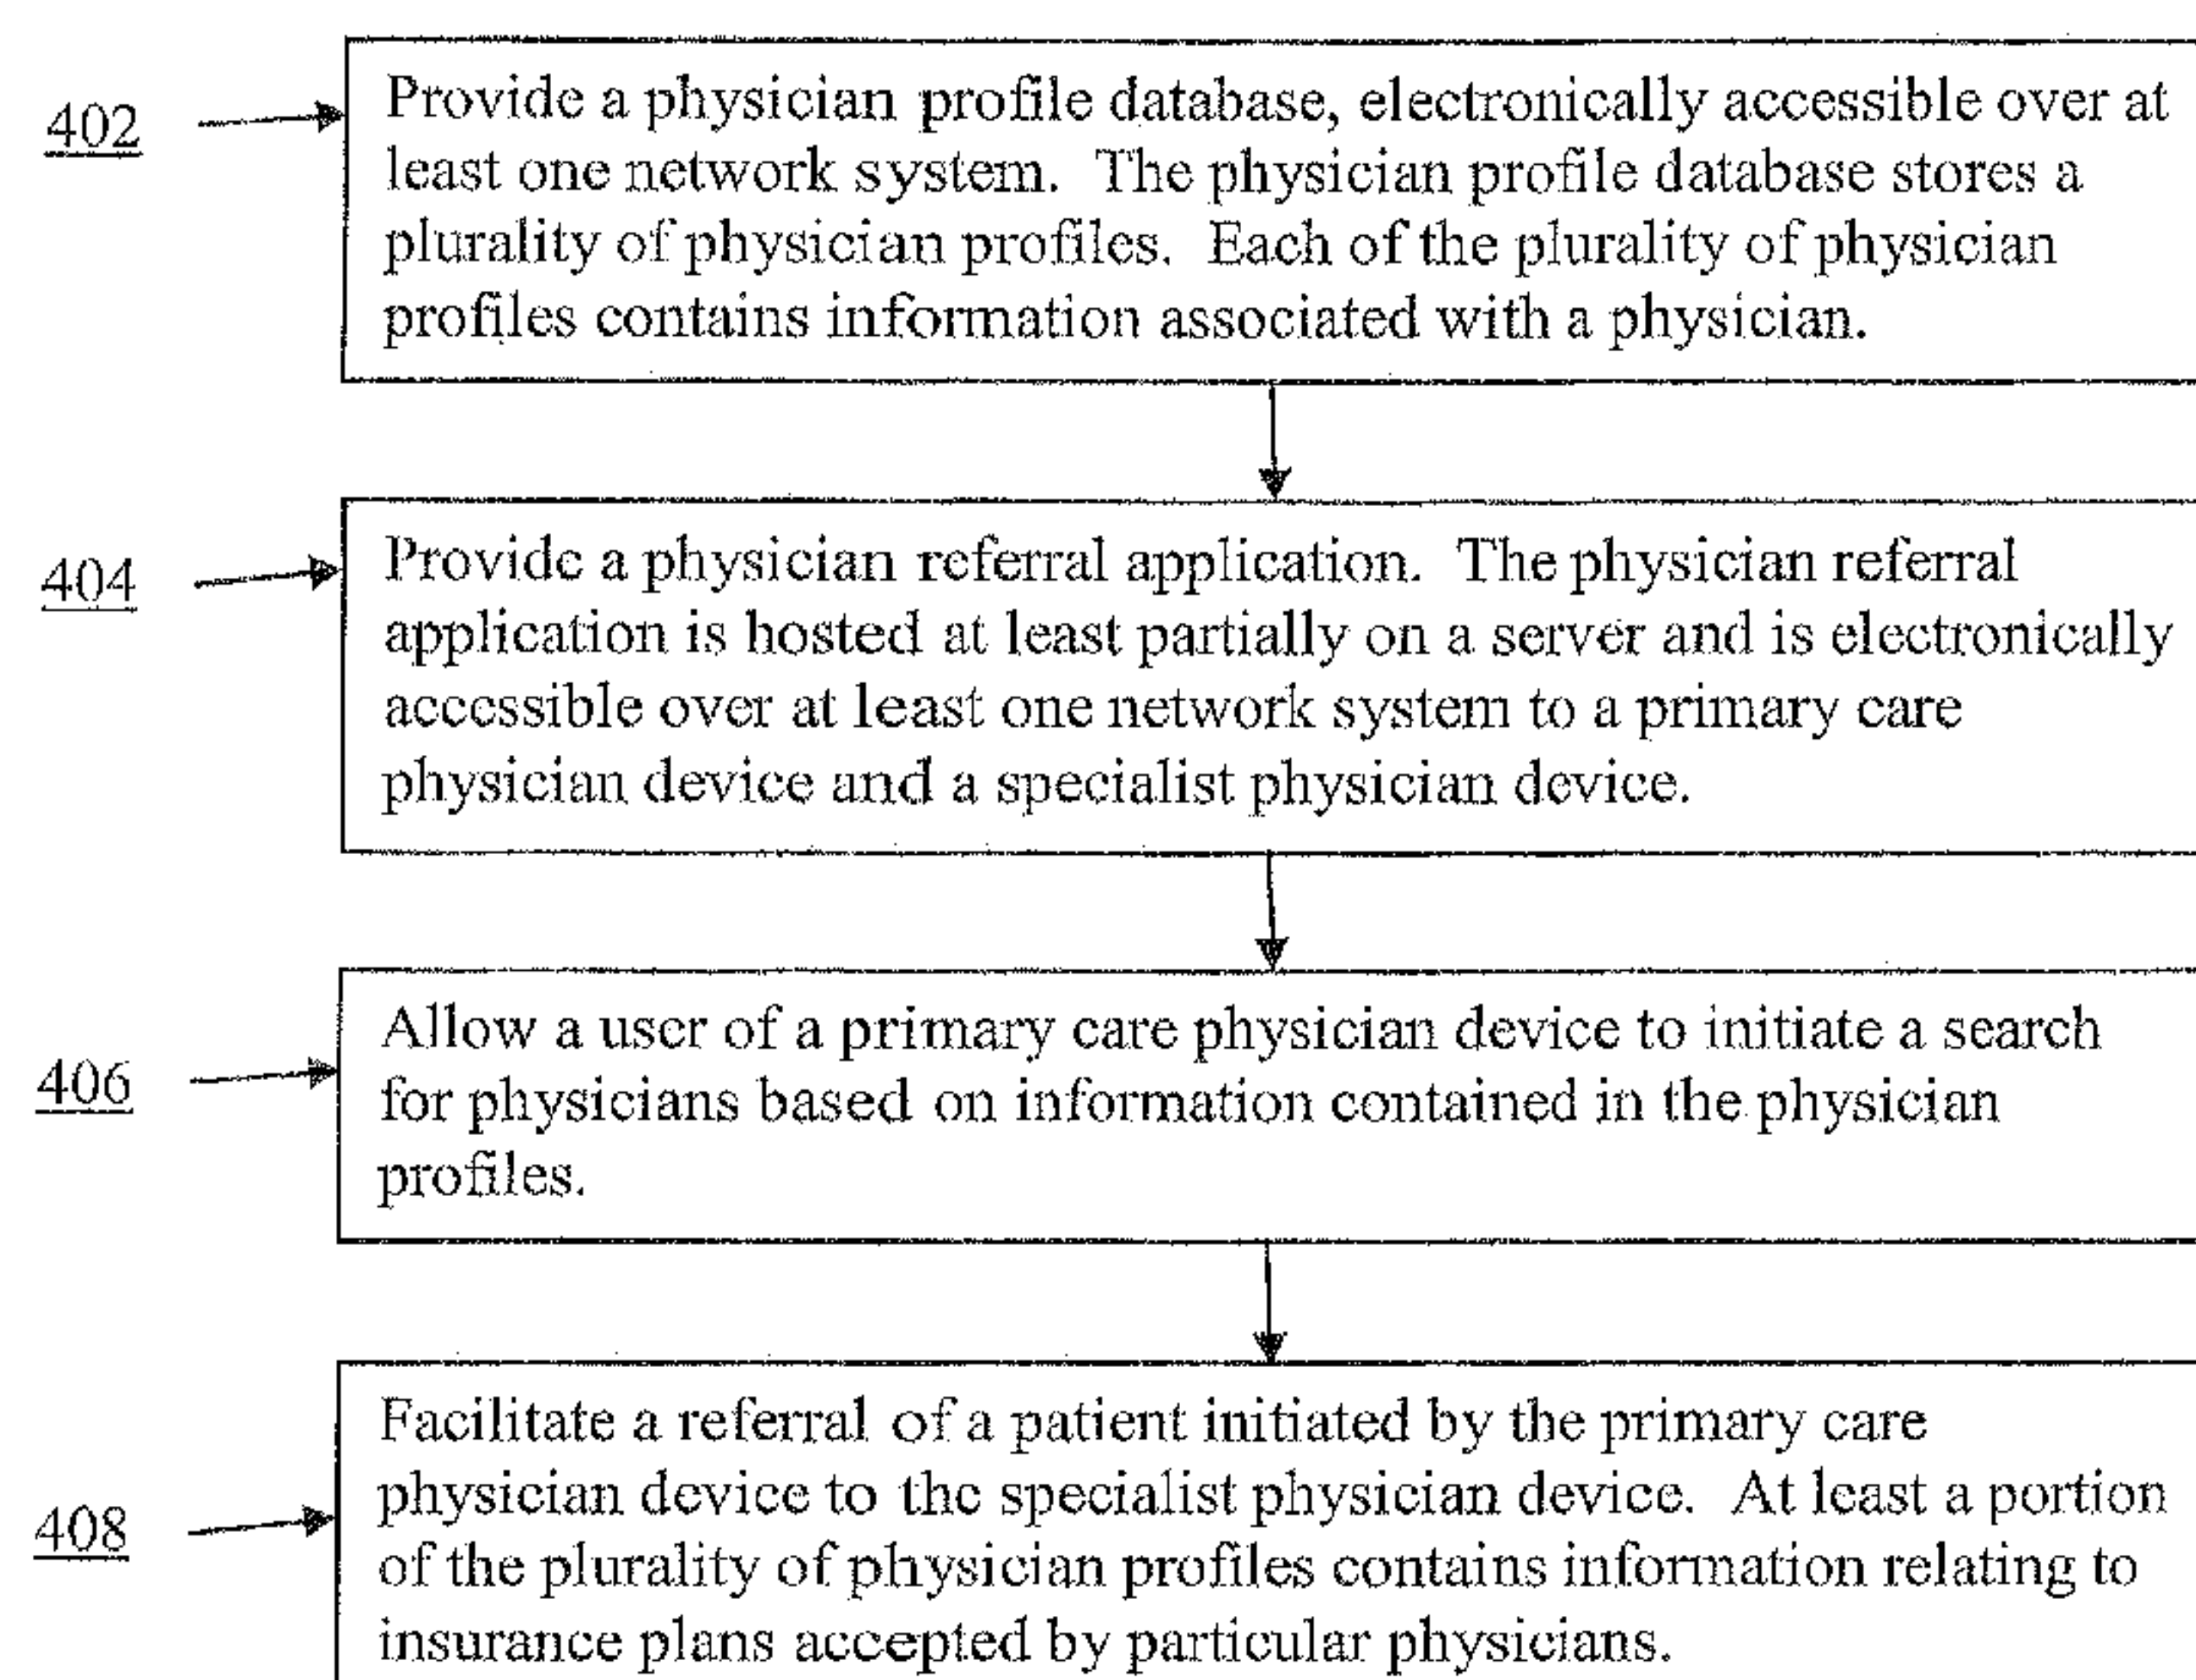 402
Provide a physician profile database, electronically accessible over at
least one network system. The physician profile database stores a
plurality of physician profiles. Each of the plurality of physician
profiles contains information associated with a physician.
404
Provide a physician referral application. The physician referral
application is hosted at least partially on a server and is electronically
accessible over at least one network system to a primary care
physician device and a specialist physician device.
406
Allow a user of a primary care physician device to initiate a search
for physicians based on information contained in the physician
profiles.
408
Facilitate a referral of a patient initiated by the primary care
physician device to the specialist physician device. At least a portion
of the plurality of physician profiles contains information relating to
insurance plans accepted by particular physicians.